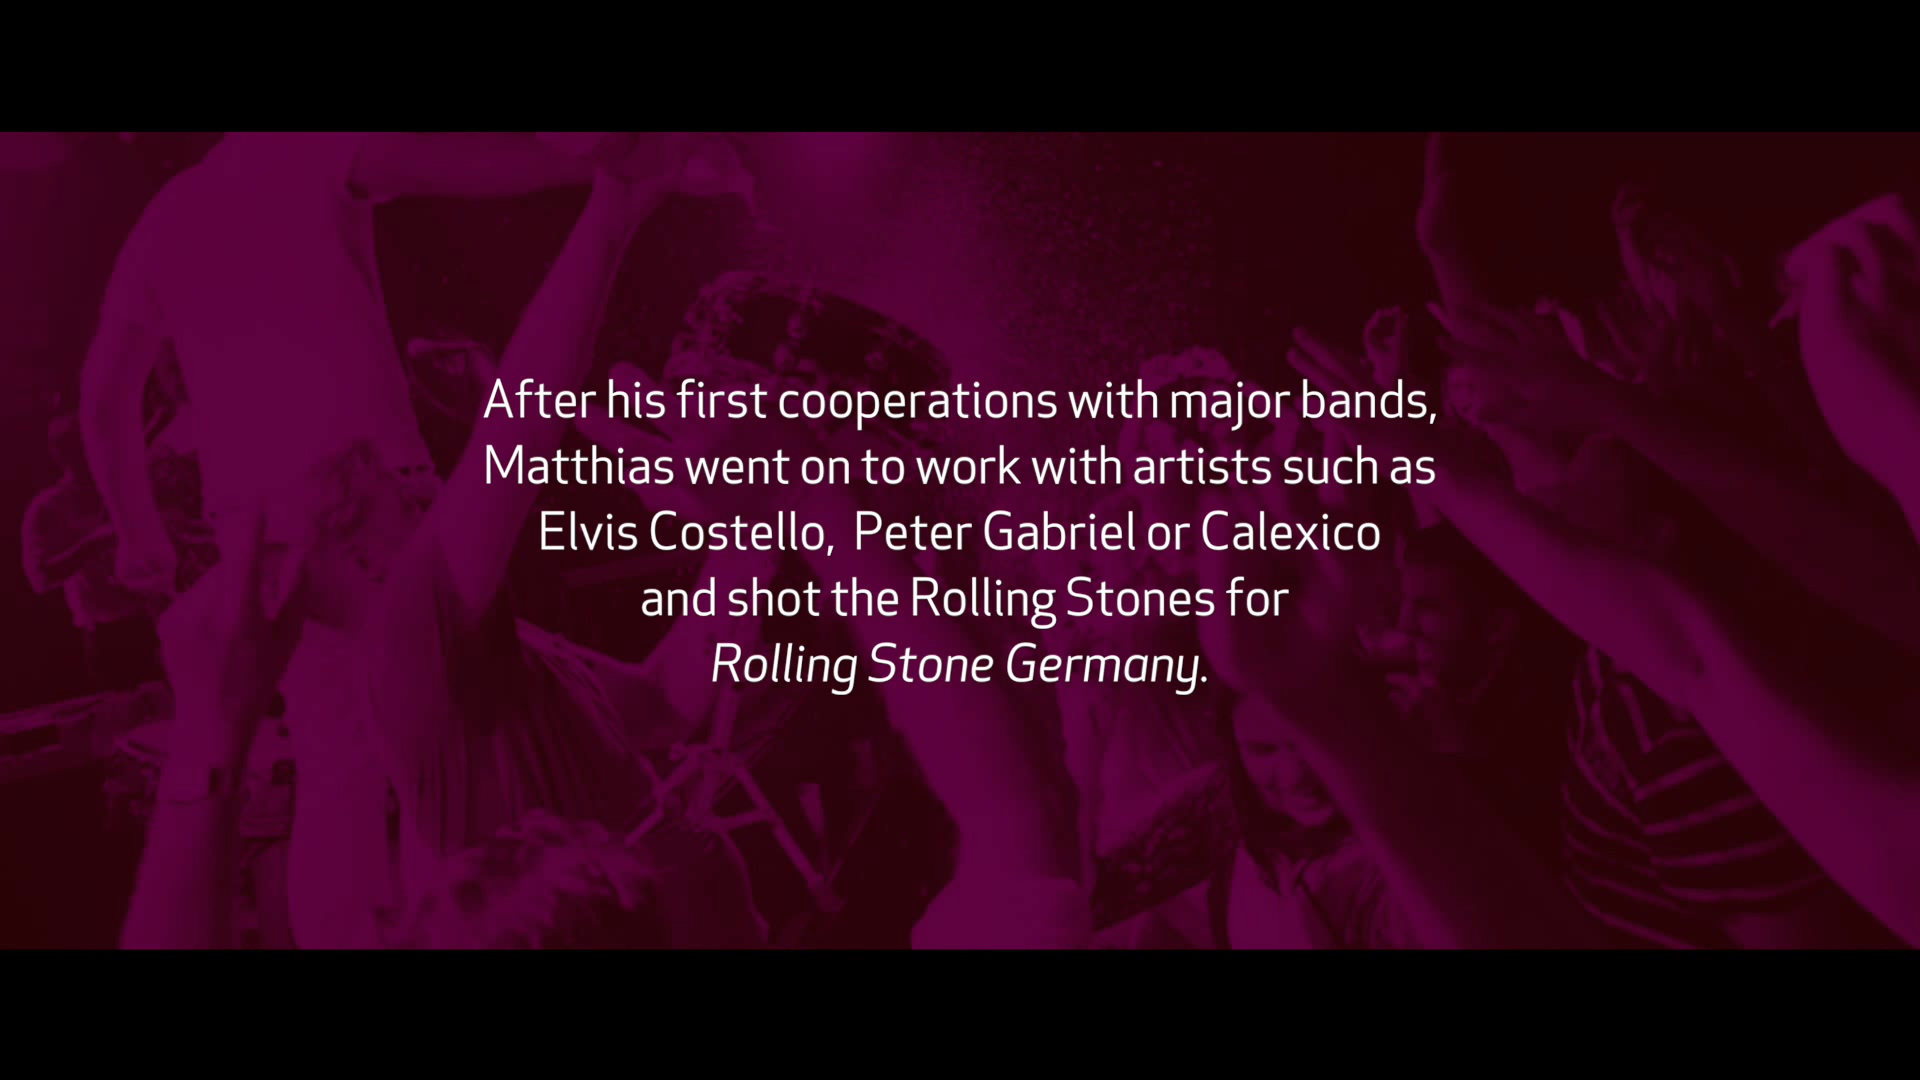 After his first cooperations with major bands,
Matthias went on to work with artists such as
Elvis Costello,  Peter Gabriel or Calexico
and shot the Rolling Stones for
Rolling Stone Germany.